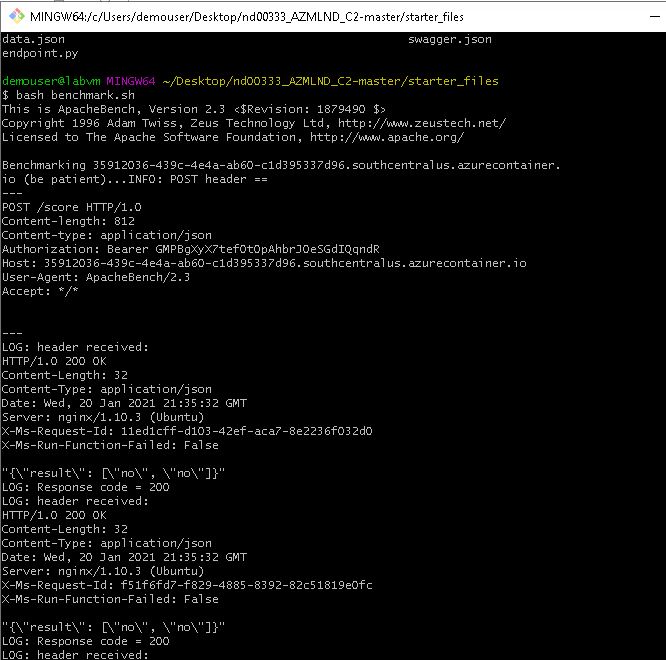 MINGW64:/c/Users/demouser/Desktop/nd00333_AZMLND_C2-master/starter_files
data.json swagger.json
endpoint.py
demouser@labvm MINGW64 ~/Desktop/nd00333_AZMLND_C2-master/starter_files
$ bash benchmark.sh
This is ApacheBench, Version 2.3 <$Revision: 1879490 $>
Copyright 1996 Adam Twiss, Zeus Technology Ltd, http://www.zeustech.net/
Licensed to The Apache Software Foundation, http://www.apache.org/
Benchmarking 35912036-439c-4e4a-ab60-c1d395337d96.southcentralus.azurecontainer.
io (be patient)...INFO: POST header ==
---
POST /score HTTP/1.0
Content-length: 812
Content-type: application/json
Authorization: Bearer GMPBgXyX7tefOtOpAhbrJOeSGdIQqndR
Host: 35912036-439c-4e4a-ab60-c1d395337d96.southcentralus.azurecontainer.io
User-Agent: ApacheBench/2.3
Accept: */*
---
LOG: header received:
HTTP/1.0 200 OK
Content-Length: 32
Content-Type: application/json
Date: Wed, 20 Jan 2021 21:35:32 GMT
Server: nginx/1.10.3 (Ubuntu)
X-Ms-Request-Id: 11ed1cff-d103-42ef-aca7-8e2236f032d0
X-Ms-Run-Function-Failed: False
"{\"result\": [\"no\", \"no\"]}"
LOG: Response code = 200
LOG: header received:
HTTP/1.0 200 OK
Content-Length: 32
Content-Type: application/json
Date: Wed, 20 Jan 2021 21:35:32 GMT
Server: nginx/1.10.3 (Ubuntu)
X-Ms-Request-Id: f51f6fd7-f829-4885-8392-82c51819e0fc
X-Ms-Run-Function-Failed: False
"{\"result\": [\"no\", \"no\"]}"
LOG: Response code = 200
LOG: header received: